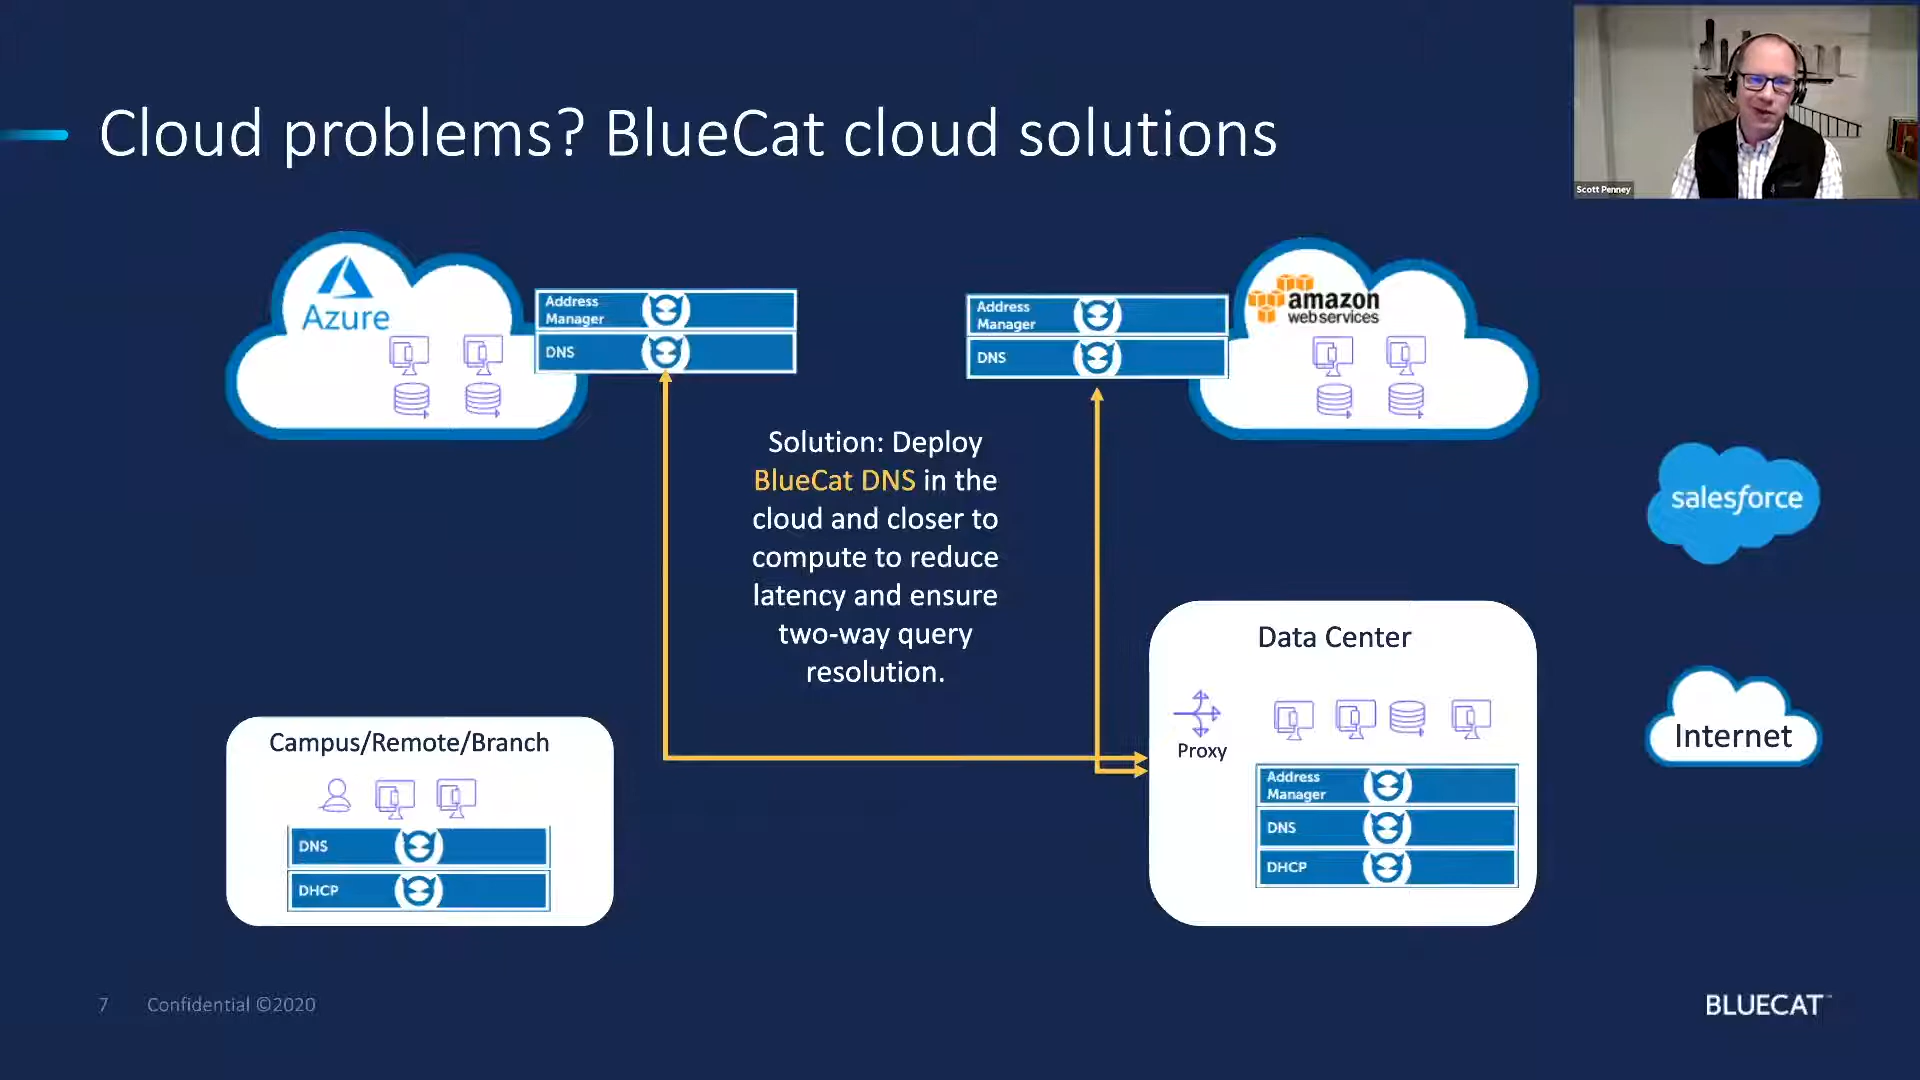 Cloud problems? BlueCat cloud solutions
Scott Penney
Azure
Address
Manager
DNS
Address
Manager
DNS
amazon
webservices
Solution: Deploy
BlueCat DNS in the
cloud and closer to
compute to reduce
latency and ensure
two-way query
resolution.
salesforce
Campus/Remote/Branch
DNS
DHCP
Data Center
Proxy
Address
Manager
DNS
DHCP
Internet
7 Confidential ©2020
BLUECAT™